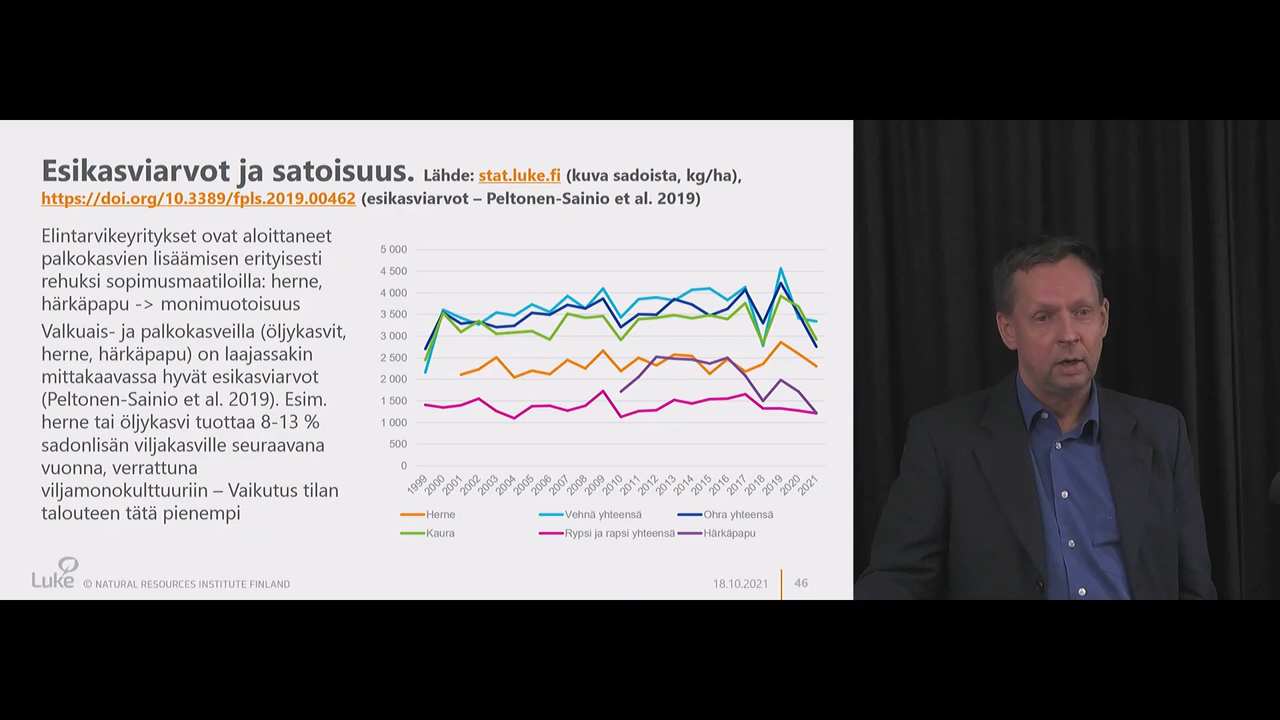 Esikasviarvot ja satoisuus. Lähde: stat.luke.fi (kuva sadoista, kg/ha),
https://doi.org/10.3389/fpls.2019.00462 (esikasviarvot – Peltonen-Sainio et al. 2019)
Elintarvikeyritykset ovat aloittaneet
palkokasvien lisäämisen erityisesti
rehuksi sopimusmaatiloilla: herne,
härkäpapu -> monimuotoisuus
Valkuais- ja palkokasveilla (öljykasvit,
herne, härkäpapu) on laajassakin
mittakaavassa hyvät esikasviarvot
(Peltonen-Sainio et al. 2019). Esim.
herne tai öljykasvi tuottaa 8-13 %
sadonlisän viljakasville seuraavana
vuonna, verrattuna
viljamonokulttuuriin – Vaikutus tilan
talouteen tätä pienempi
5 000
4 500
4 000
3 500
3 000
2 500
2 000
1 500
1 000
500
0
1999 2000 2001 2002 2003 2004 2005 2006 2007 2008 2009 2010 2011 2012 2013 2014 2015 2016 2017 2018 2019 2020 2021
Herne Vehnä yhteensä Ohra yhteensä
Kaura Rypsi ja rapsi yhteensä Härkäpapu
Luke © NATURAL RESOURCES INSTITUTE FINLAND 18.10.2021 46